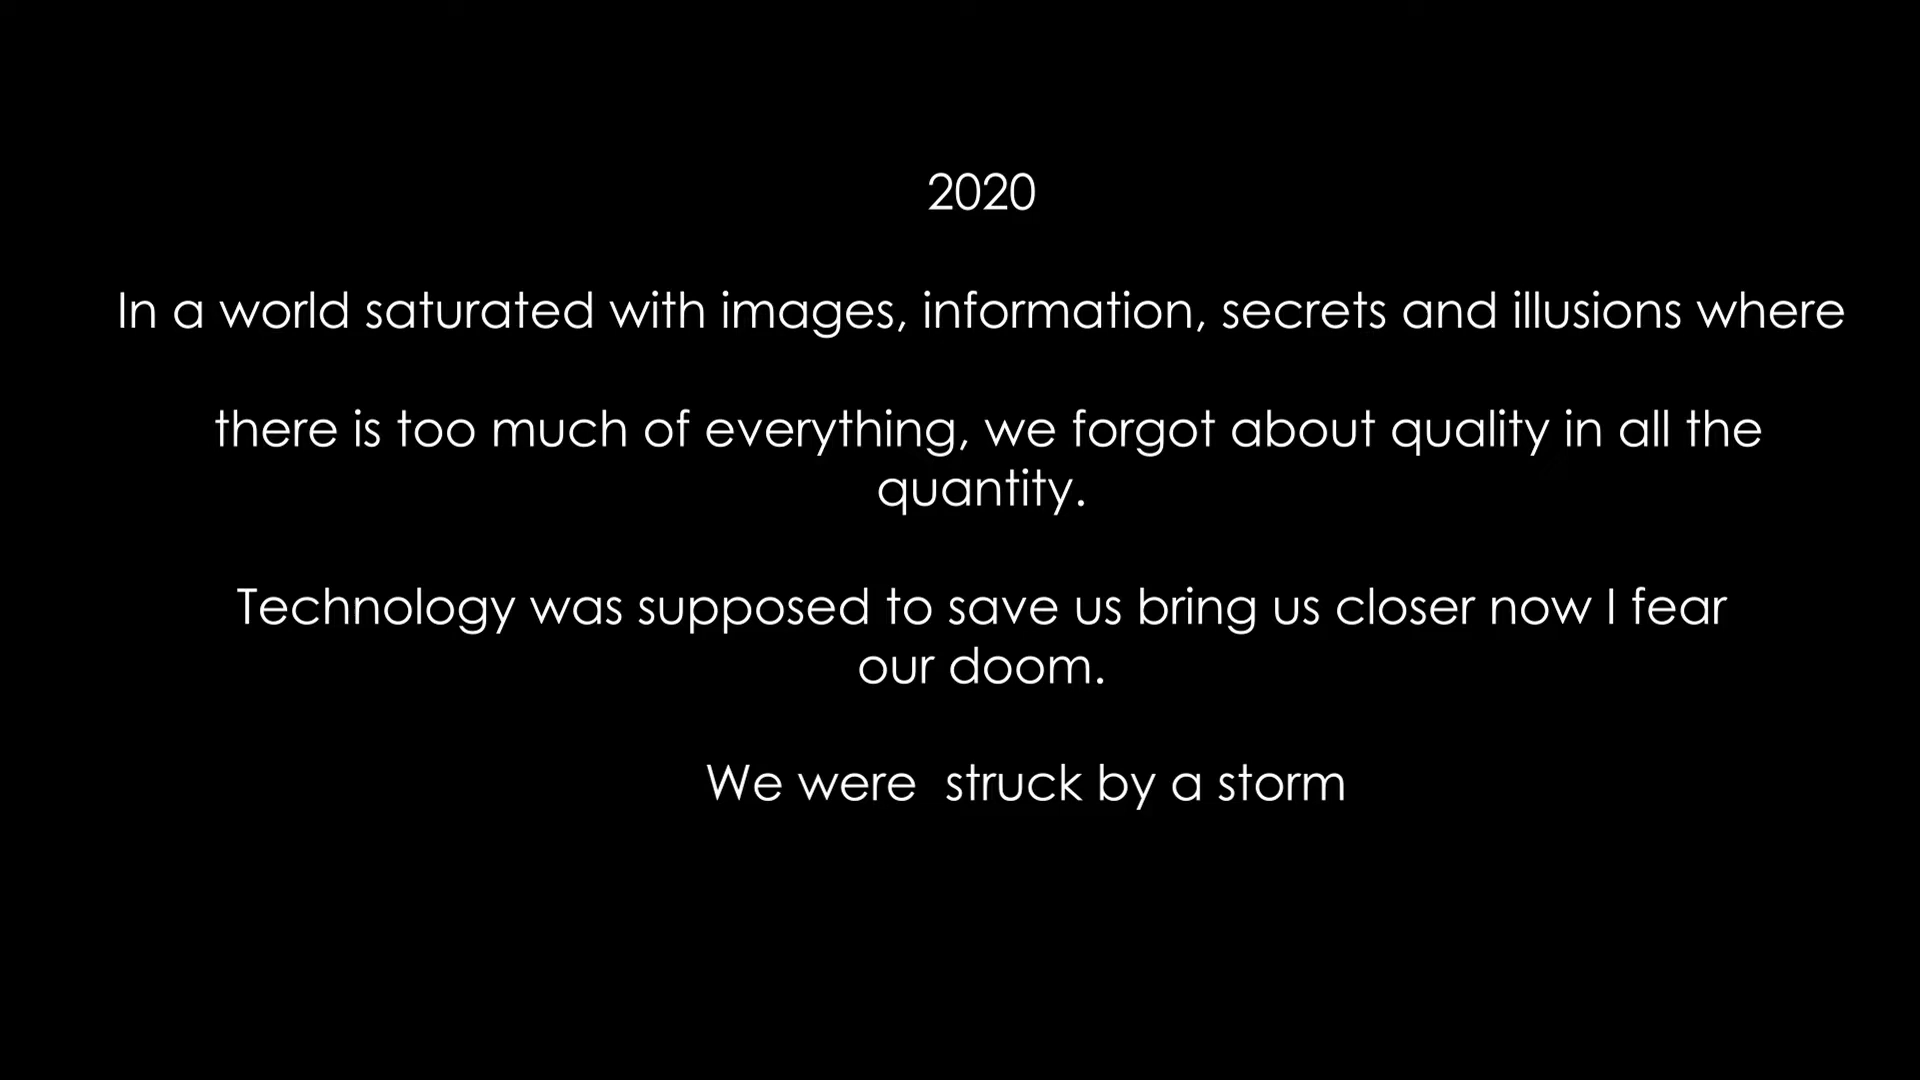 2020
In a world saturated with images, information, secrets and illusions where
there is too much of everything, we forgot about quality in all the
quantity.
Technology was supposed to save us bring us closer now I fear
our doom.
We were  struck by a storm